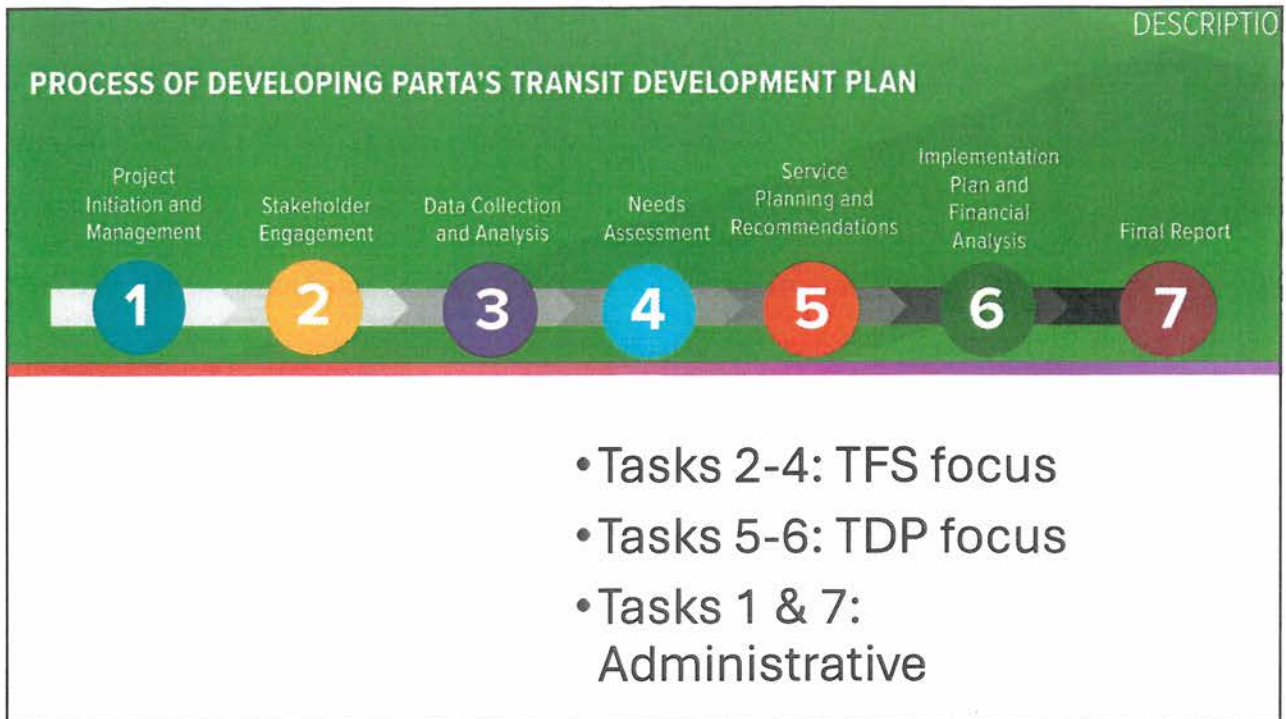 DESCRIPTIO
PROCESS OF DEVELOPING PARTA'S TRANSIT DEVELOPMENT PLAN
Project
Initiation and
Management
Stakeholder
Engagement
Data Collection
and Analysis
Needs
Assessment
Service
Planning and
Recommendations
Implementation
Plan and
Financial
Analysis
Final Report
1
2
3
4
5
6
7
•Tasks 2-4: TFS focus
•Tasks 5-6: TDP focus
•Tasks 1 & 7:
Administrative